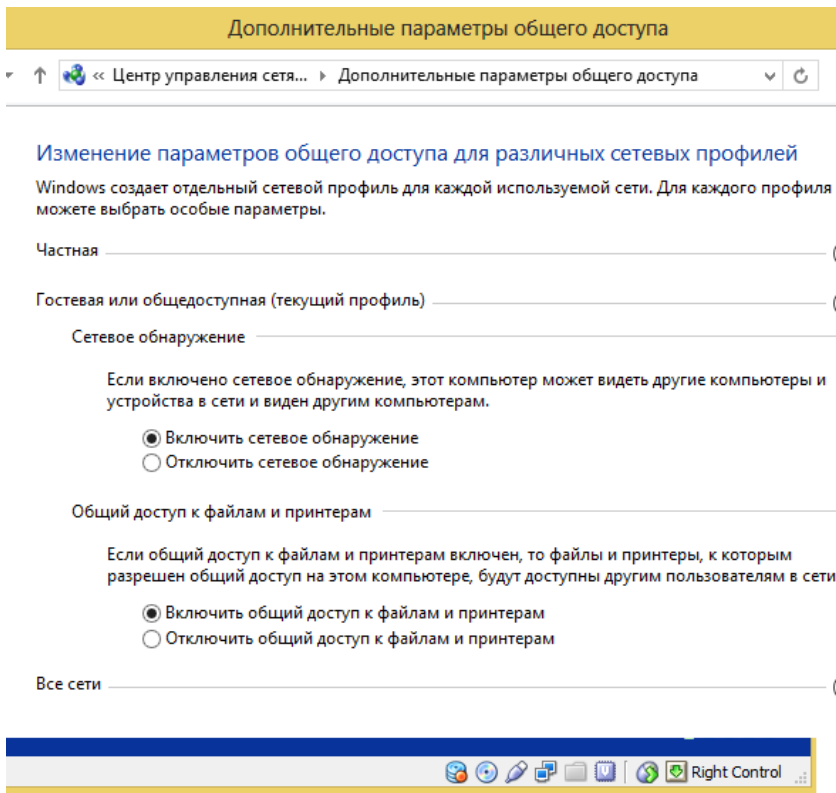 Дополнительные параметры общего доступа
« Центр управления сетя... Дополнительные параметры общего доступа
Изменение параметров общего доступа для различных сетевых профилей
Windows создает отдельный сетевой профиль для каждой используемой сети. Для каждого профиля
можете выбрать особые параметры.
Частная
Гостевая или общедоступная (текущий профиль)
Сетевое обнаружение
Если включено сетевое обнаружение, этот компьютер может видеть другие компьютеры и
устройства в сети и виден другим компьютерам.
Включить сетевое обнаружение
Отключить сетевое обнаружение
Общий доступ к файлам и принтерам
Если общий доступ к файлам и принтерам включен, то файлы и принтеры, к которым
разрешен общий доступ на этом компьютере, будут доступны другим пользователям в сети
Включить общий доступ к файлам и принтерам
Отключить общий доступ к файлам и принтерам
Все сети
Right Control